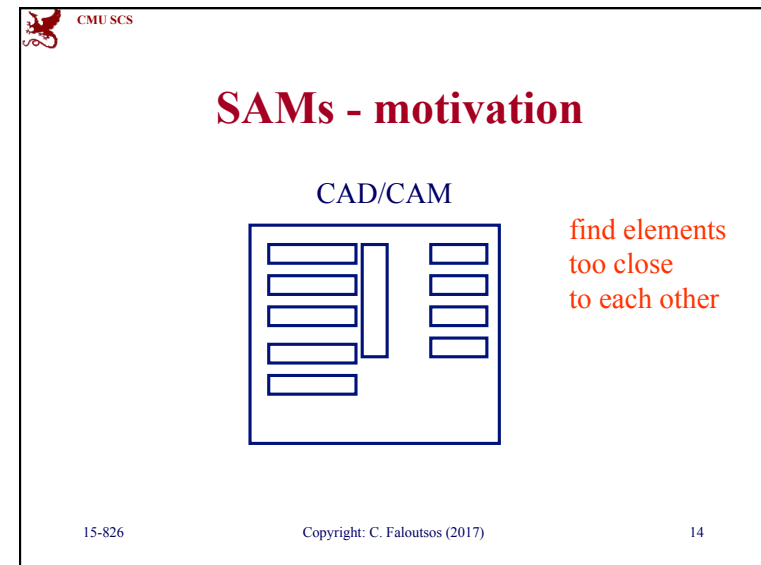 CMU SCS
SAMs - motivation
CAD/CAM
find elements
too close
to each other
15-826
Copyright: C. Faloutsos (2017)
14